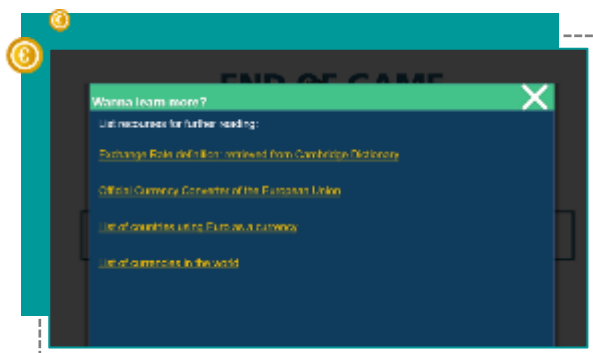 END OF GAME
Wanna learn more?
List recourses for further reading:
Exchange Rate definition: retrieved from Cambridge Dictionary
Official Currency Converter of the European Union
List of countries using Euro as a currency
List of currencies in the world